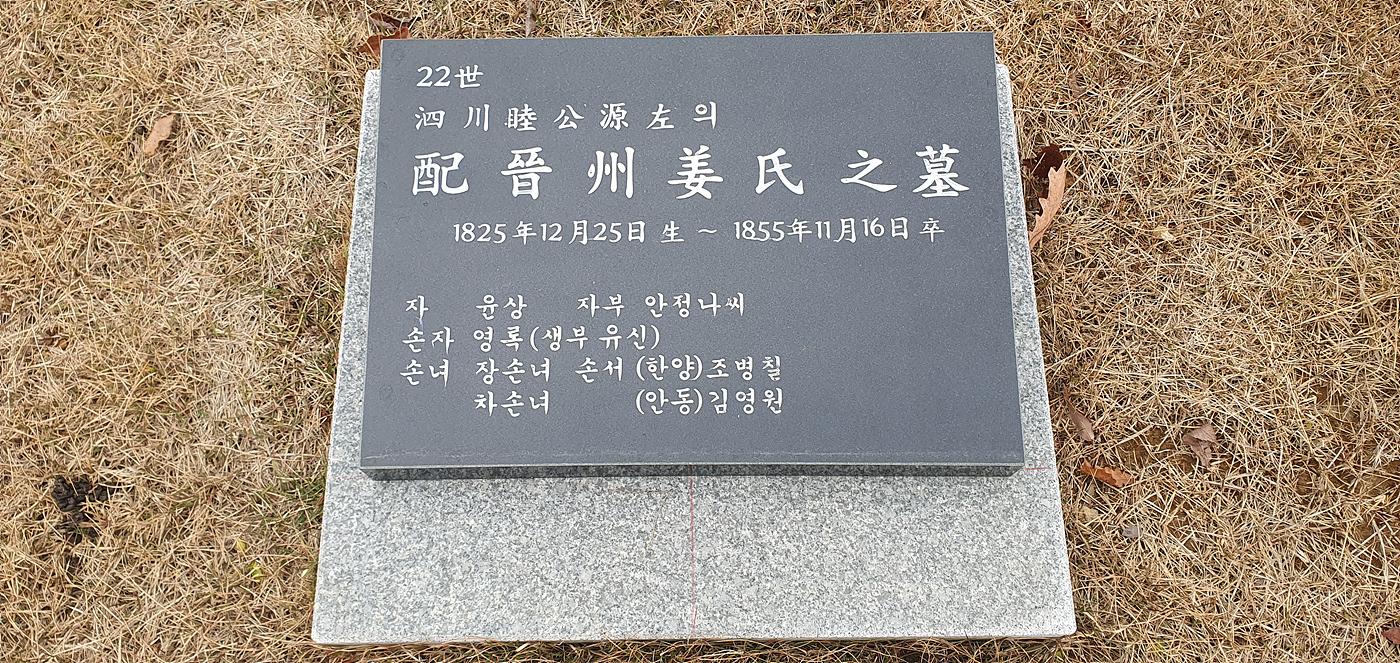 22世
泗川睦公源左의
配晉州姜氏之墓
1825年12月25日 生 ~ 1855年11月16日 卒
자 윤상 자부 안정나씨
손자 영록(생부 유신)
손녀 장손녀 손서 (한양)조병칠
차손녀 (안동)김영원